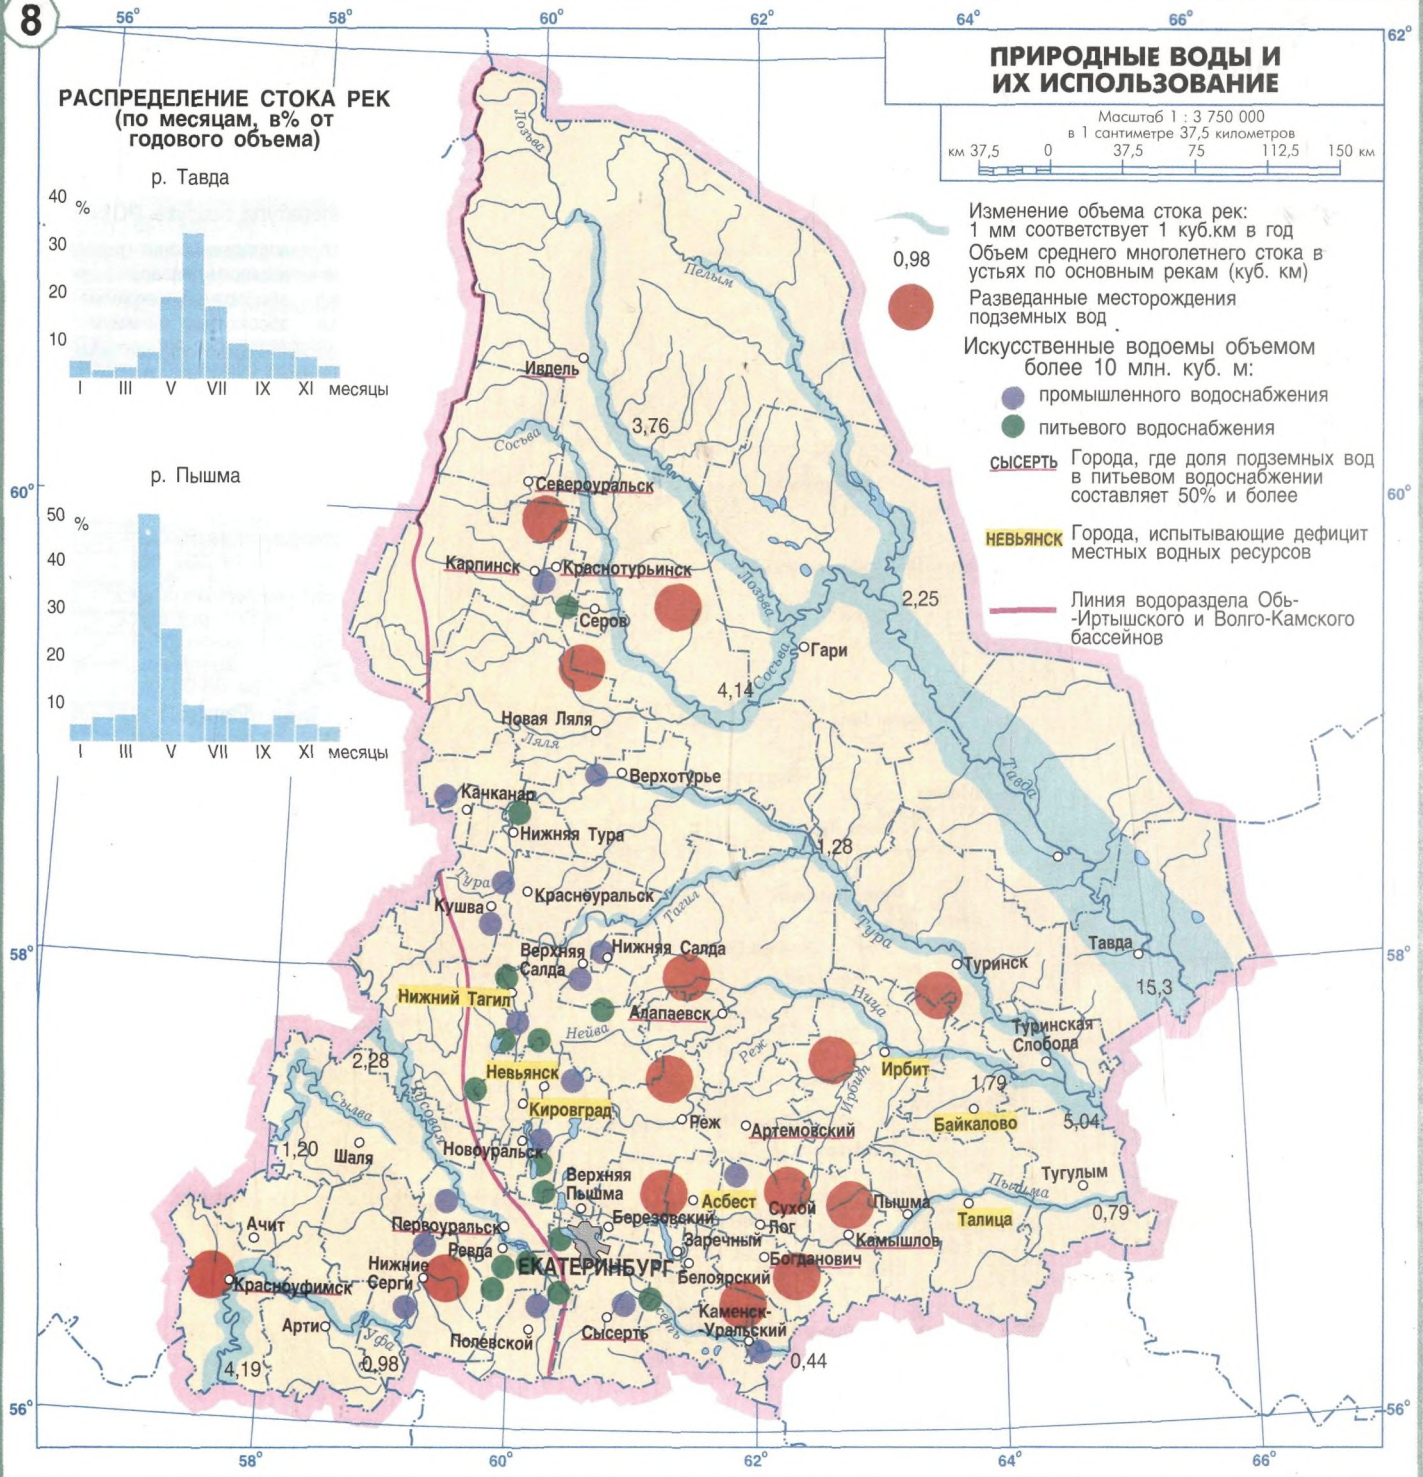 8
56°
58°
60°
62°
64°
66°
62°
ПРИРОДНЫЕ ВОДЫ И
ИХ ИСПОЛЬЗОВАНИЕ
Масштаб 1 : 3 750 000
в 1 сантиметре 37,5 километров
км 37,5 0 37,5 75 112,5 150 км
РАСПРЕДЕЛЕНИЕ СТОКА РЕК
(по месяцам, в% от
годового объема)
р. Тавда
40
%
30
20
10
I III V VII IX XI месяцы
р. Пышма
50
%
40
30
20
10
I III V VII IX XI месяцы
Изменение объема стока рек:
1 мм соответствует 1 куб.км в год
0,98
Объем среднего многолетнего стока в
устьях по основным рекам (куб. км)
Разведанные месторождения
подземных вод
Искусственные водоемы объемом
более 10 млн. куб. м:
промышленного водоснабжения
питьевого водоснабжения
СЫСЕРТЬ
Города, где доля подземных вод
в питьевом водоснабжении
составляет 50% и более
НЕВЬЯНСК
Города, испытывающие дефицит
местных водных ресурсов
Линия водораздела Обь-
-Иртышского и Волго-Камского
бассейнов
Лозьва
Пелым
Ивдель
3,76
Сосьва
Североуральск
60°
60°
Карпинск
Краснотурьинск
Серов
Лозьва
2,25
Гари
Сосьва
4,14
Новая Ляля
Ляля
Верхотурье
Тавда
Качканар
Нижняя Тура
1,28
Тура
Красноуральск
Кушва
Тагил
Тура
Верхняя
Салда
Нижняя Салда
Тавда
58°
58°
Туринск
15,3
Нижний Тагил
Алапаевск
Ница
Нейва
Туринская
Слобода
2,28
Реж
Невьянск
Ирбит
1,79
Чусовая
Сылва
Кировград
Ирбит
Байкалово
5,04
Реж
Артемовский
1,20
Шаля
Новоуральск
Верхняя
Пышма
Тугулым
Пышма
Асбест
Сухой
Лог
Пышма
Талица
0,79
Ачит
Первоуральск
Березовский
Заречный
Камышлов
Ревда
ЕКАТЕРИНБУРГ
Богданович
Нижние
Серги
Белоярский
Красноуфимск
Каменск-
Уральский
Арти
Уфа
Полевской
Сысерть
0,98
4,19
0,44
56°
56°
58°
60°
62°
64°
66°